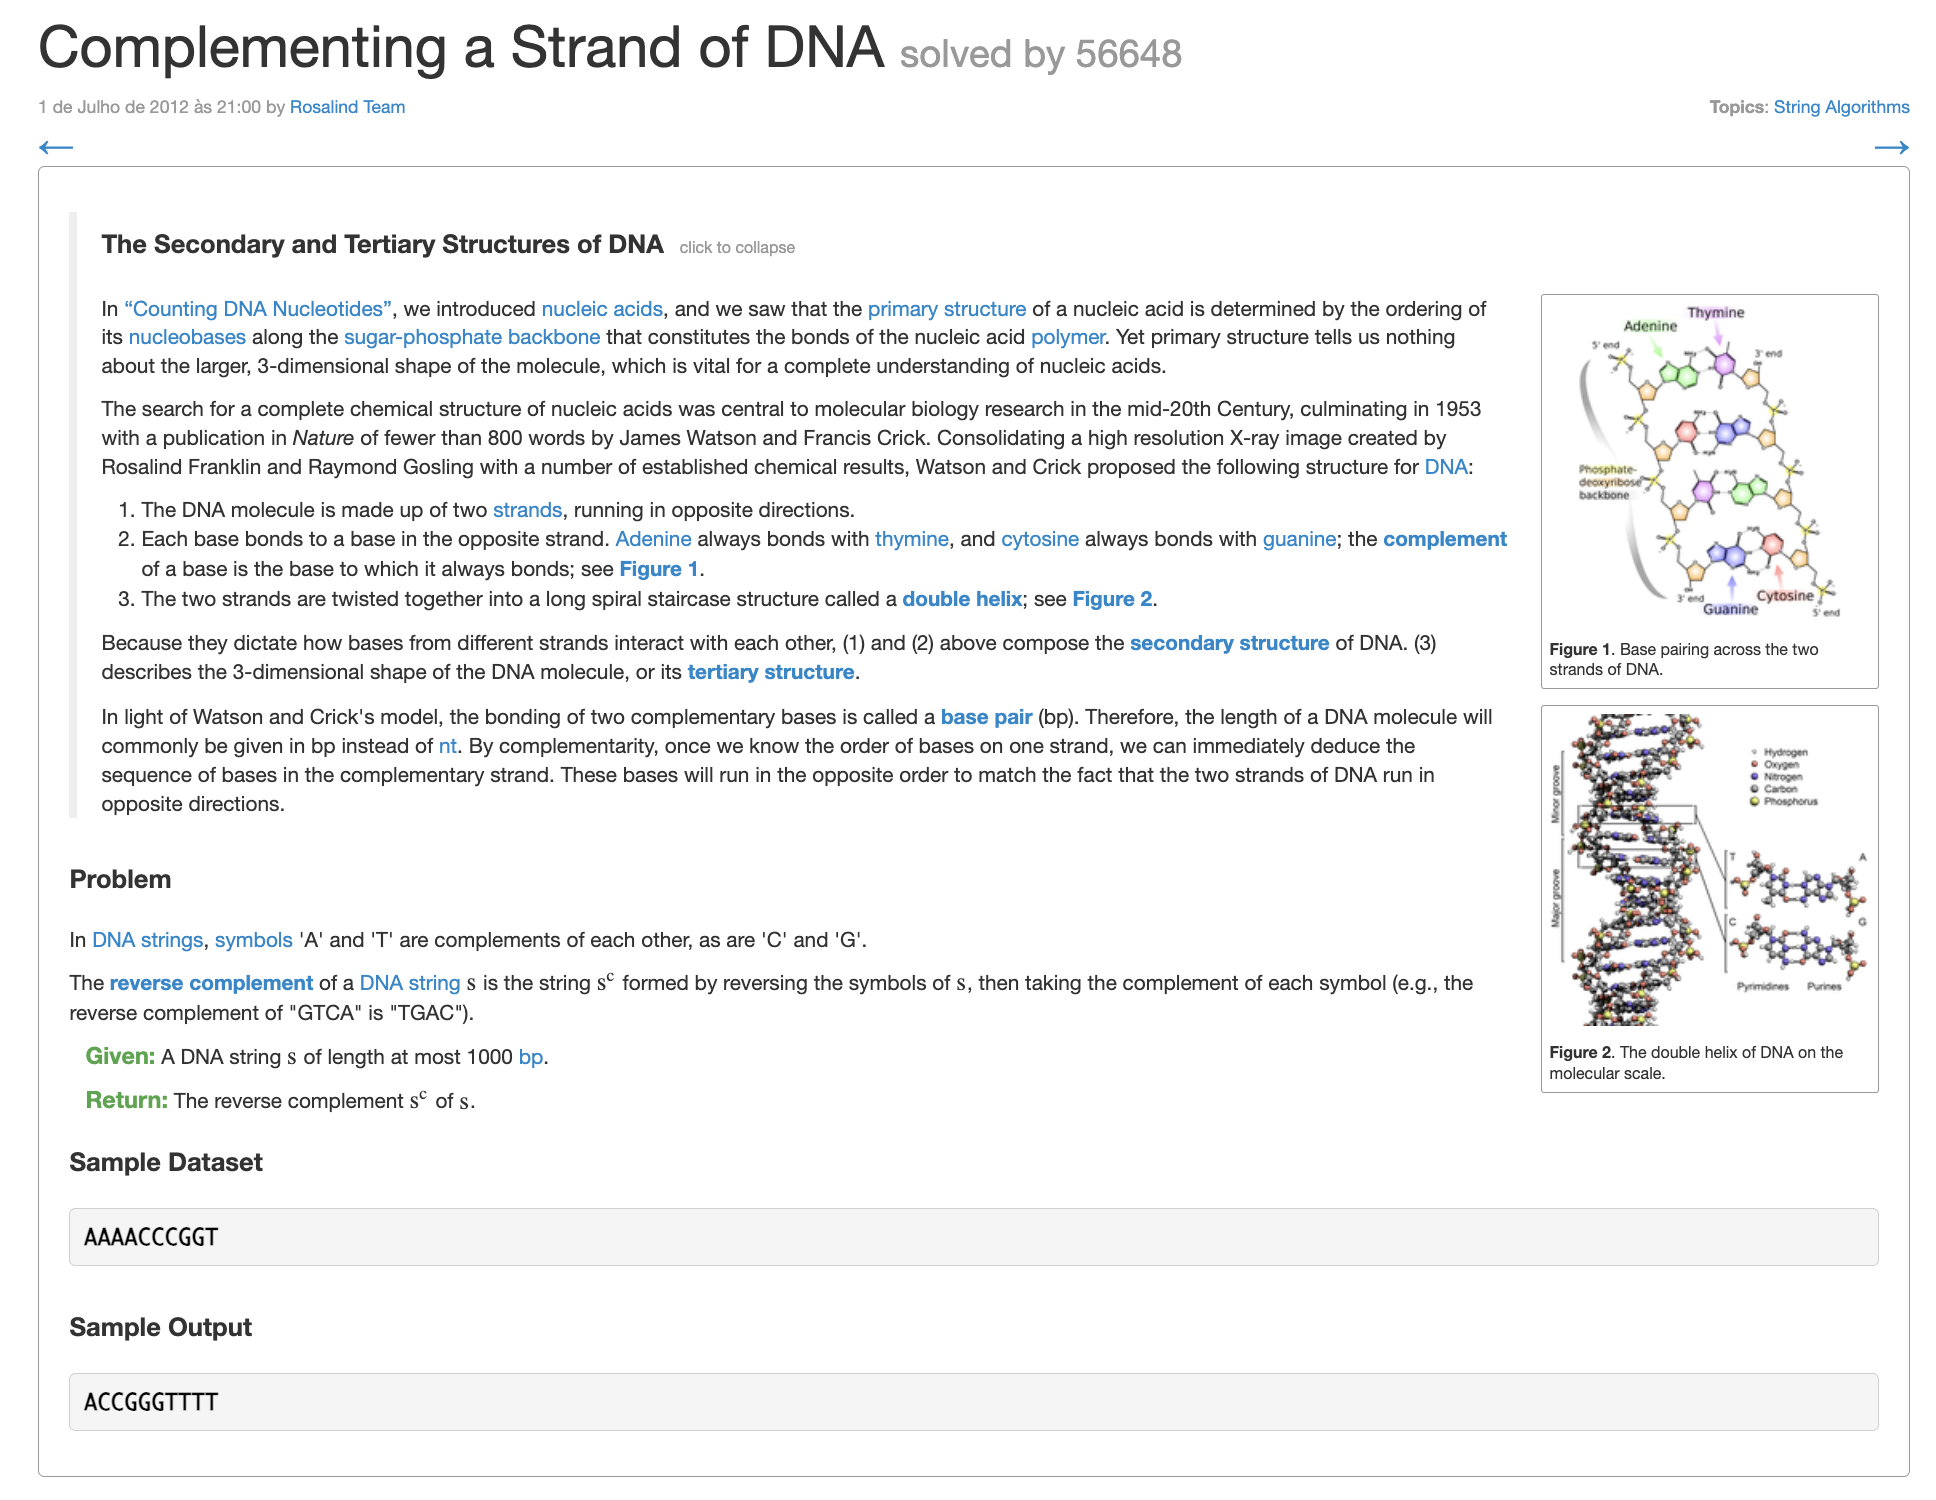 Complementing a Strand of DNA solved by 56648
1 de Julho de 2012 às 21:00 by Rosalind Team
Topics: String Algorithms
←
→
The Secondary and Tertiary Structures of DNA click to collapse
In “Counting DNA Nucleotides”, we introduced nucleic acids, and we saw that the primary structure of a nucleic acid is determined by the ordering of
its nucleobases along the sugar-phosphate backbone that constitutes the bonds of the nucleic acid polymer. Yet primary structure tells us nothing
about the larger, 3-dimensional shape of the molecule, which is vital for a complete understanding of nucleic acids.
The search for a complete chemical structure of nucleic acids was central to molecular biology research in the mid-20th Century, culminating in 1953
with a publication in Nature of fewer than 800 words by James Watson and Francis Crick. Consolidating a high resolution X-ray image created by
Rosalind Franklin and Raymond Gosling with a number of established chemical results, Watson and Crick proposed the following structure for DNA:
1. The DNA molecule is made up of two strands, running in opposite directions.
2. Each base bonds to a base in the opposite strand. Adenine always bonds with thymine, and cytosine always bonds with guanine; the complement
of a base is the base to which it always bonds; see Figure 1.
3. The two strands are twisted together into a long spiral staircase structure called a double helix; see Figure 2.
Because they dictate how bases from different strands interact with each other, (1) and (2) above compose the secondary structure of DNA. (3)
describes the 3-dimensional shape of the DNA molecule, or its tertiary structure.
In light of Watson and Crick's model, the bonding of two complementary bases is called a base pair (bp). Therefore, the length of a DNA molecule will
commonly be given in bp instead of nt. By complementarity, once we know the order of bases on one strand, we can immediately deduce the
sequence of bases in the complementary strand. These bases will run in the opposite order to match the fact that the two strands of DNA run in
opposite directions.
Thymine
Adenine
5' end
3' end
Phosphate-
deoxyribose
backbone
3' end
Cytosine
Guanine
5' end
Figure 1. Base pairing across the two
strands of DNA.
Minor groove
Major groove
Hydrogen
Oxygen
Nitrogen
Carbon
Phosphorus
T
A
C
G
Pyrimidines
Purines
Figure 2. The double helix of DNA on the
molecular scale.
Problem
In DNA strings, symbols 'A' and 'T' are complements of each other, as are 'C' and 'G'.
The reverse complement of a DNA string s is the string sᶜ formed by reversing the symbols of s, then taking the complement of each symbol (e.g., the
reverse complement of "GTCA" is "TGAC").
Given: A DNA string s of length at most 1000 bp.
Return: The reverse complement sᶜ of s.
Sample Dataset
AAAACCCGGT
Sample Output
ACCGGGTTTT